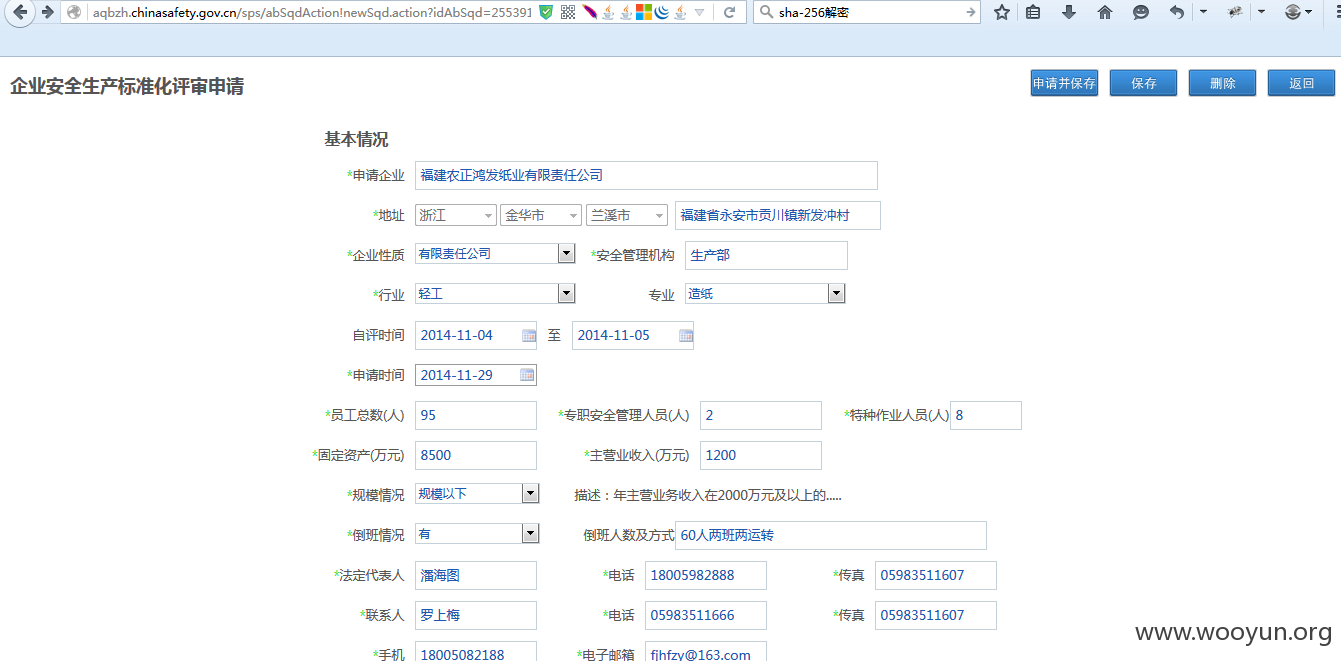 aqbzh.chinasafety.gov.cn/sps/abSqdAction!newSqd.action?idAbSqd=255391 sha-256解密
企业安全生产标准化评审申请 申请并保存 保存 删除 返回
基本情况
*申请企业 福建农正鸿发纸业有限责任公司
*地址 浙江 金华市 兰溪市 福建省永安市贡川镇新发冲村
*企业性质 有限责任公司 *安全管理机构 生产部
*行业 轻工 专业 造纸
自评时间 2014-11-04 至 2014-11-05
*申请时间 2014-11-29
*员工总数(人) 95 *专职安全管理人员(人) 2 *特种作业人员(人) 8
*固定资产(万元) 8500 *主营业收入(万元) 1200
*规模情况 规模以下 描述：年主营业务收入在2000万元及以上的.....
*倒班情况 有 倒班人数及方式 60人两班两运转
*法定代表人 潘海图 *电话 18005982888 *传真 05983511607
*联系人 罗上梅 *电话 05983511666 *传真 05983511607
*手机 18005082188 *电子邮箱 fjhfzy@163.com
www.wooyun.org